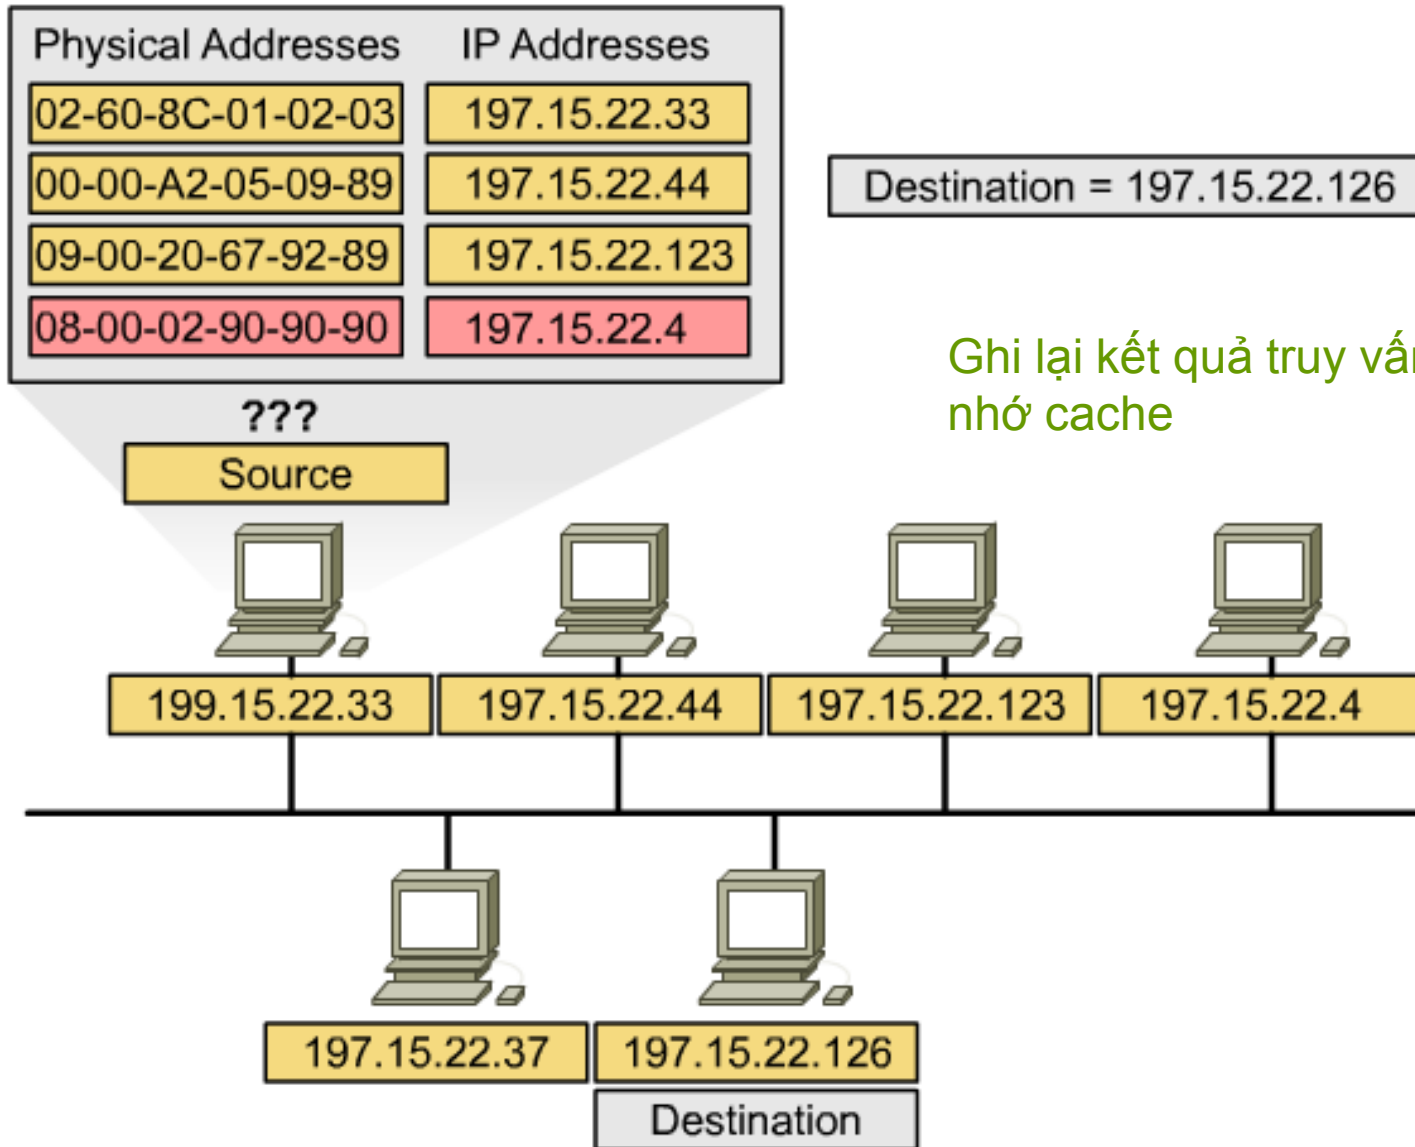 Physical Addresses IP Addresses
02-60-8C-01-02-03 197.15.22.33
00-00-A2-05-09-89 197.15.22.44
09-00-20-67-92-89 197.15.22.123
08-00-02-90-90-90 197.15.22.4
Destination = 197.15.22.126
Ghi lại kết quả truy vấn
nhớ cache
???
Source
199.15.22.33 197.15.22.44 197.15.22.123 197.15.22.4
197.15.22.37 197.15.22.126
Destination